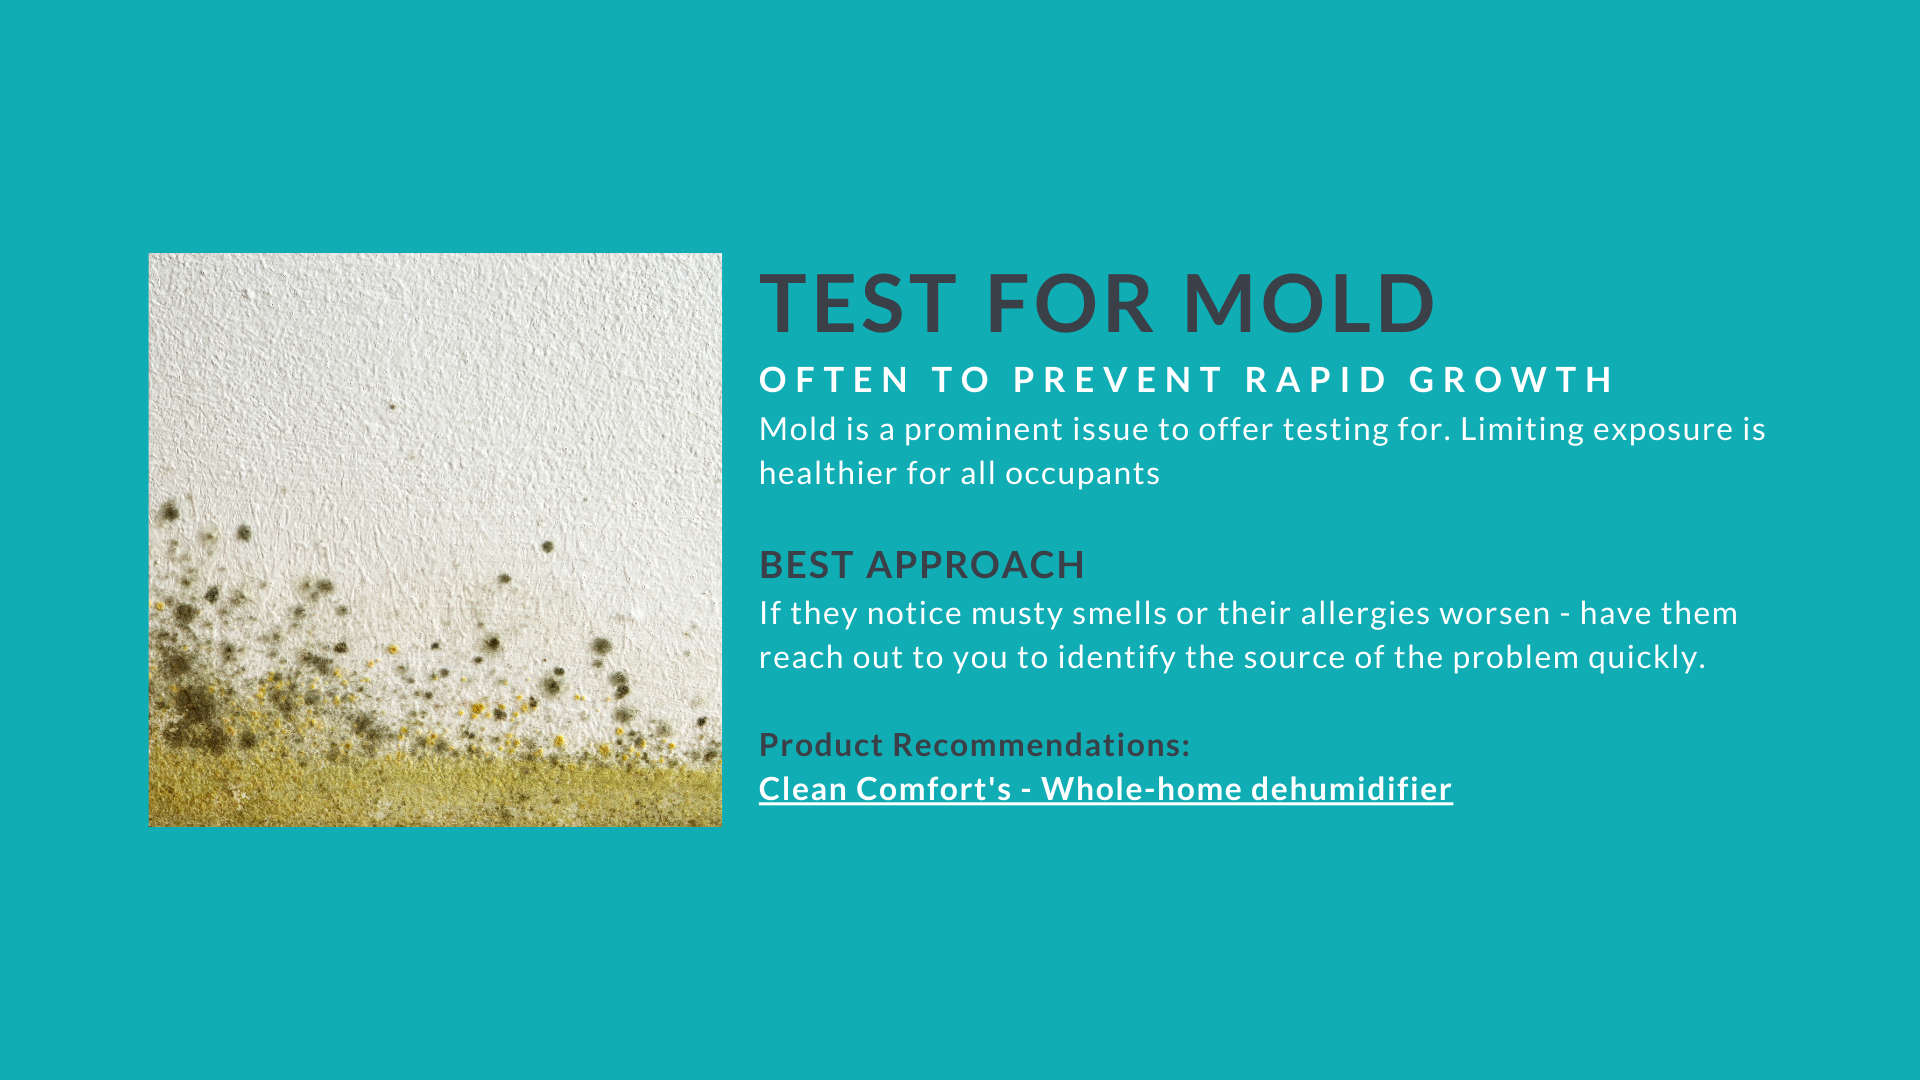 TEST FOR MOLD
OFTEN TO PREVENT RAPID GROWTH
Mold is a prominent issue to offer testing for. Limiting exposure is
healthier for all occupants
BEST APPROACH
If they notice musty smells or their allergies worsen - have them
reach out to you to identify the source of the problem quickly.
Product Recommendations:
Clean Comfort's - Whole-home dehumidifier